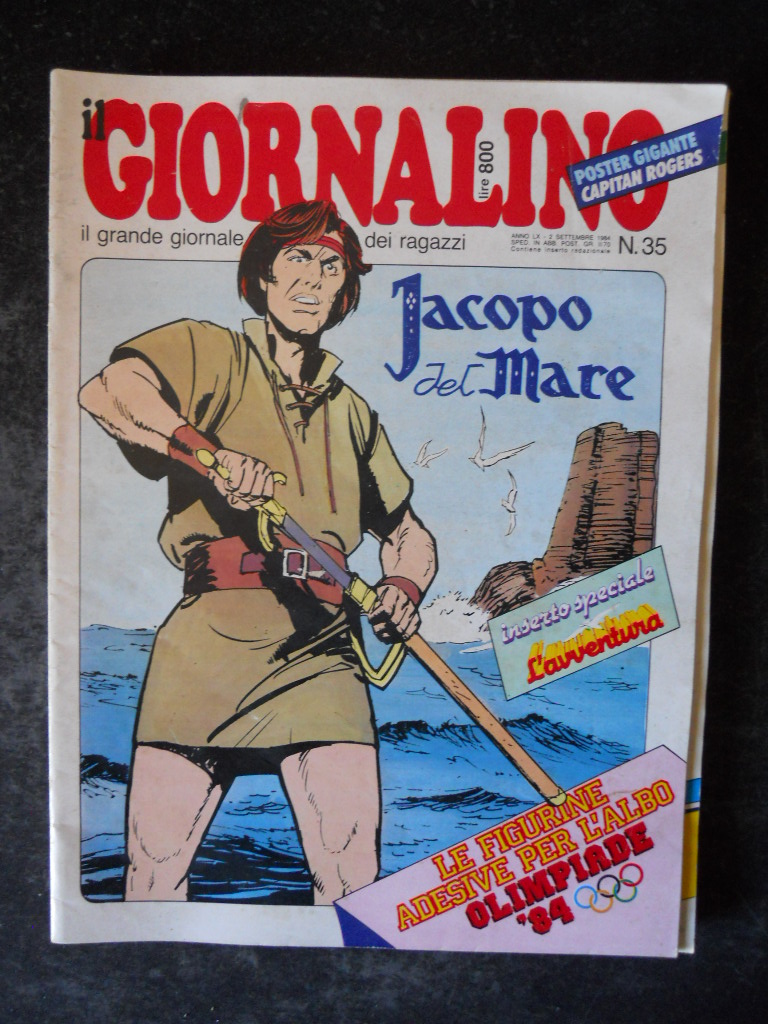 il GIORNALINO
lire 800
POSTER GIGANTE
CAPITAN ROGERS
il grande giornale dei ragazzi
ANNO LX - 2 SETTEMBRE 1984
SPED. IN ABB. POST. GR. II/70
Contiene inserto redazionale
N. 35
Jacopo
del Mare
inserto speciale
L'avventura
LE FIGURINE
ADESIVE PER L'ALBO
OLIMPIADE
'84